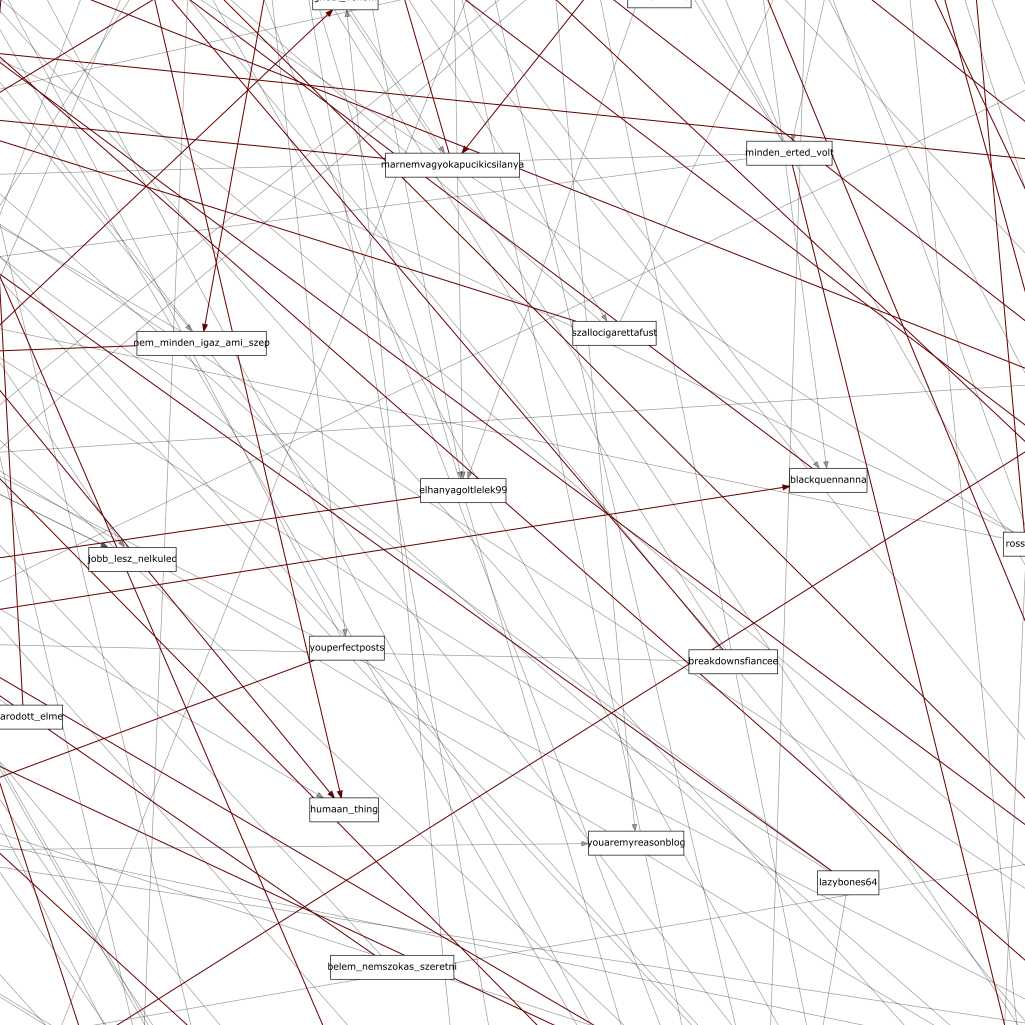 marnemvagyokapucikicsilanya
minden_erted_volt
szallocigarettafust
nem_minden_igaz_ami_szep
blackquennanna
elhanyagoltlelek99
ross
jobb_lesz_nelkuled
youperfectposts
breakdownsfiancee
arodott_elme
humaan_thing
youaremyreasonblog
lazybones64
belem_nemszokas_szeretni